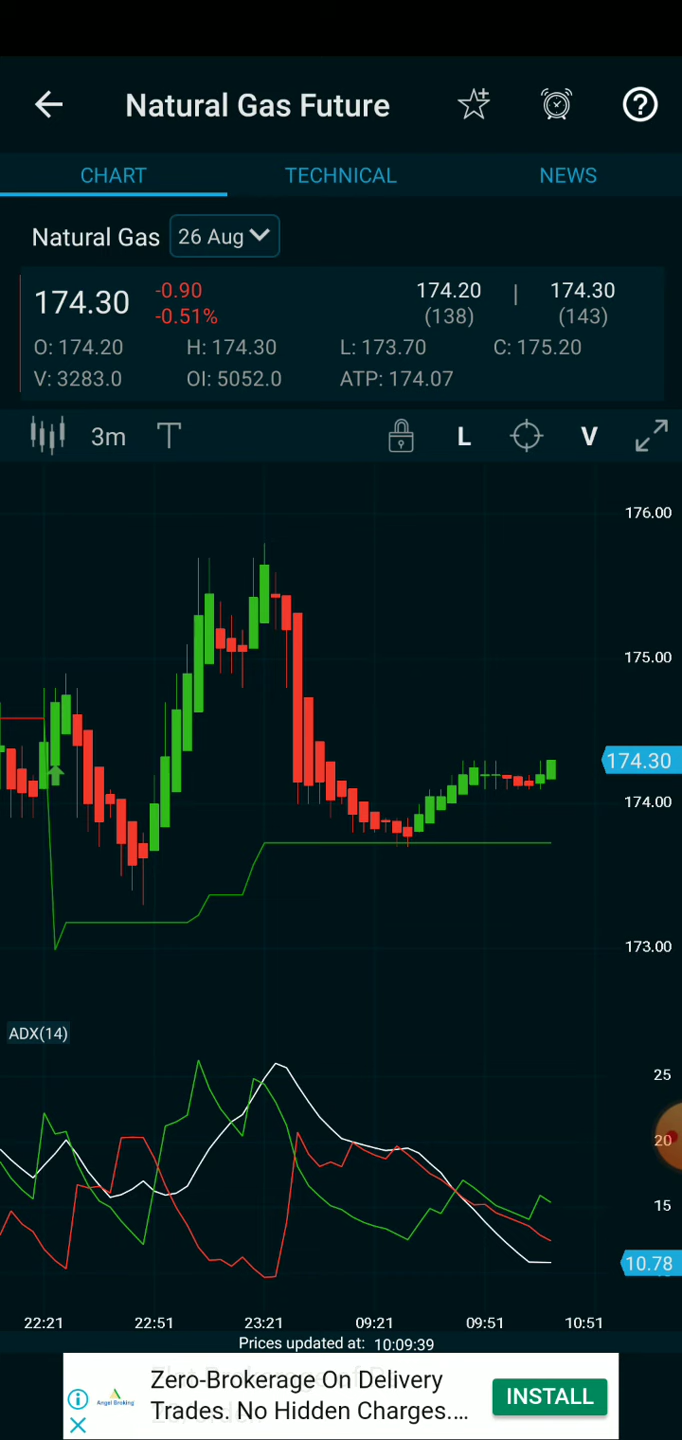 Natural Gas Future
CHART TECHNICAL NEWS
Natural Gas 26 Aug
174.30 -0.90 174.20 | 174.30
-0.51% (138) (143)
O: 174.20 H: 174.30 L: 173.70 C: 175.20
V: 3283.0 OI: 5052.0 ATP: 174.07
3m T L V
176.00
175.00
174.30
174.00
173.00
ADX(14)
25
20
15
10.78
22:21 22:51 23:21 09:21 09:51 10:51
Prices updated at: 10:09:39
Zero-Brokerage On Delivery
Trades. No Hidden Charges....
Angel Broking
INSTALL